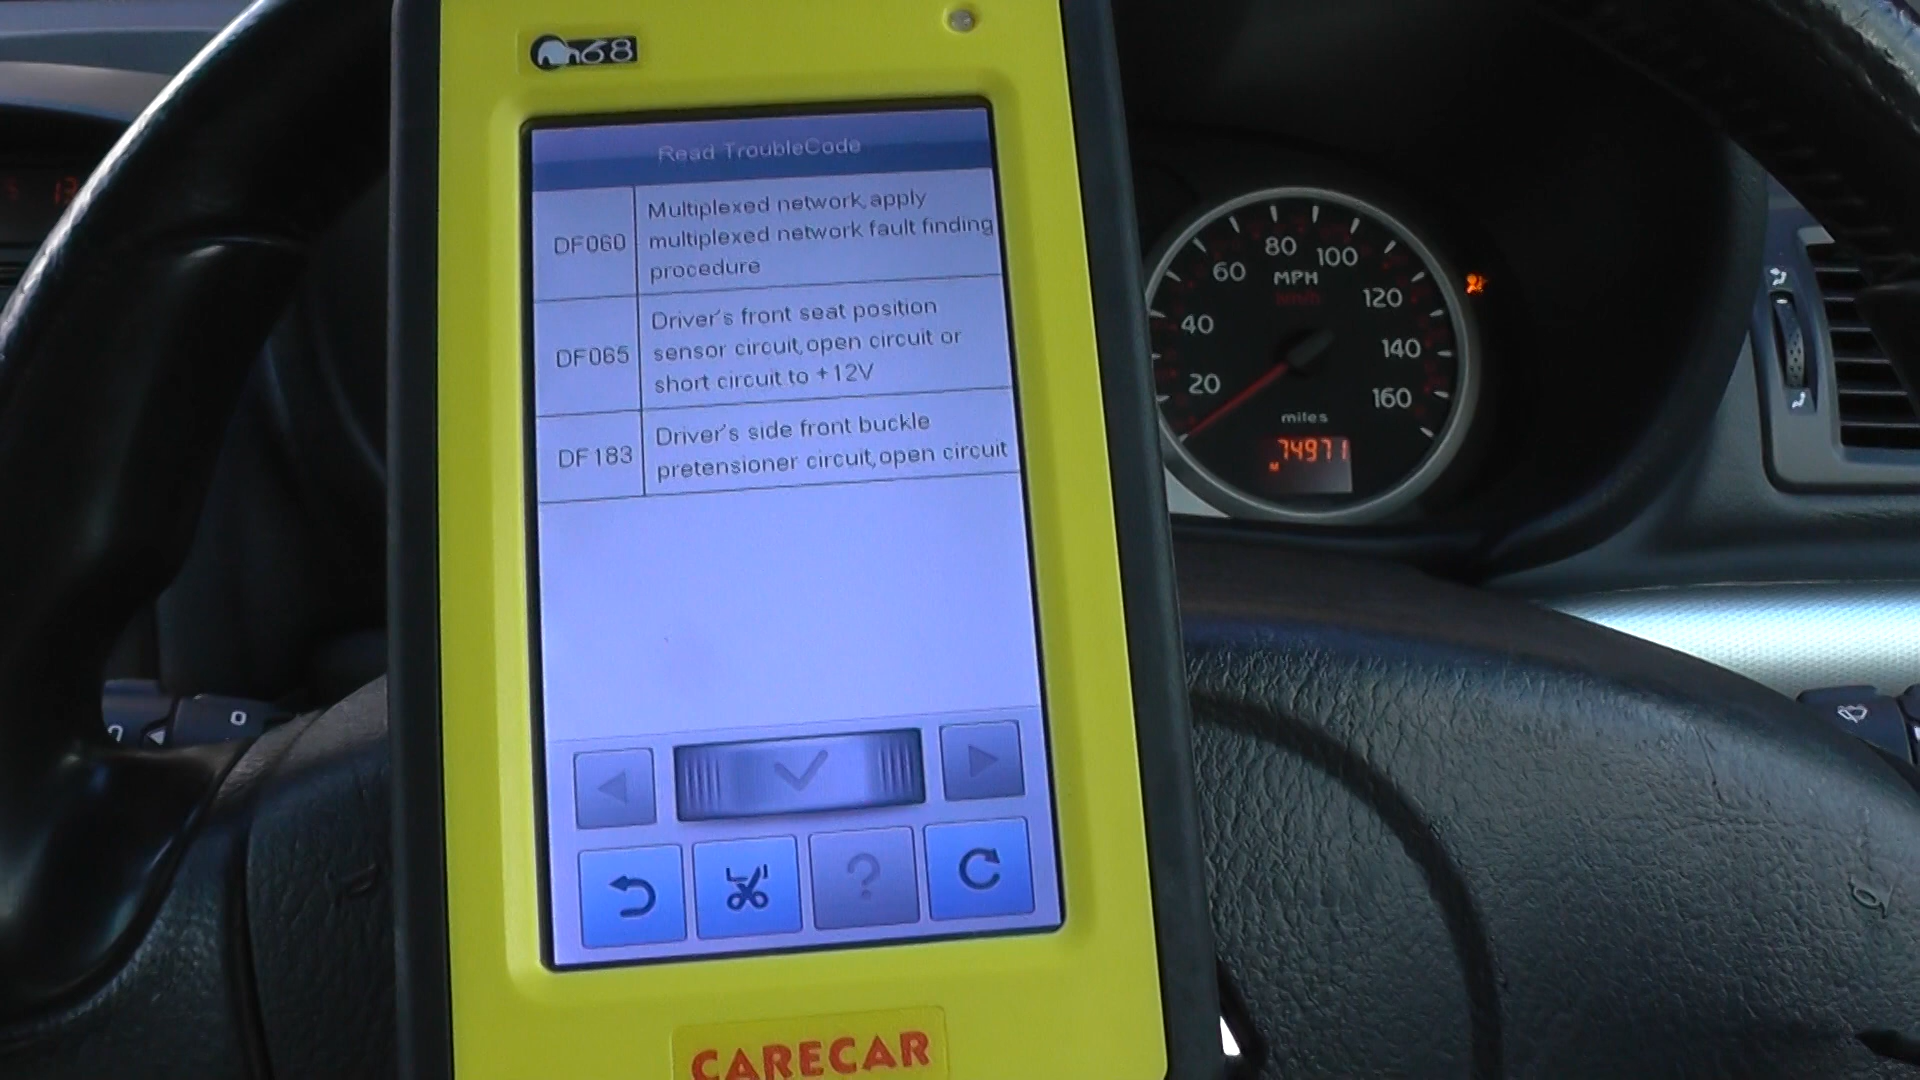 68
Read TroubleCode
DF060
Multiplexed network,apply
multiplexed network fault finding
procedure
DF065
Driver's front seat position
sensor circuit,open circuit or
short circuit to +12V
DF183
Driver's side front buckle
pretensioner circuit,open circuit
?
CARECAR
20
40
60
80
100
120
140
160
MPH
miles
74971